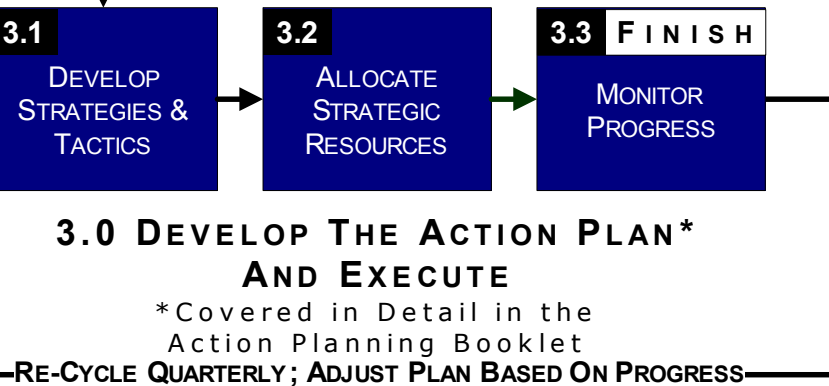 3.1
DEVELOP
STRATEGIES &
TACTICS
3.2
ALLOCATE
STRATEGIC
RESOURCES
3.3 FINISH
MONITOR
PROGRESS
3.0 DEVELOP THE ACTION PLAN*
AND EXECUTE
*Covered in Detail in the
Action Planning Booklet
RE-CYCLE QUARTERLY; ADJUST PLAN BASED ON PROGRESS